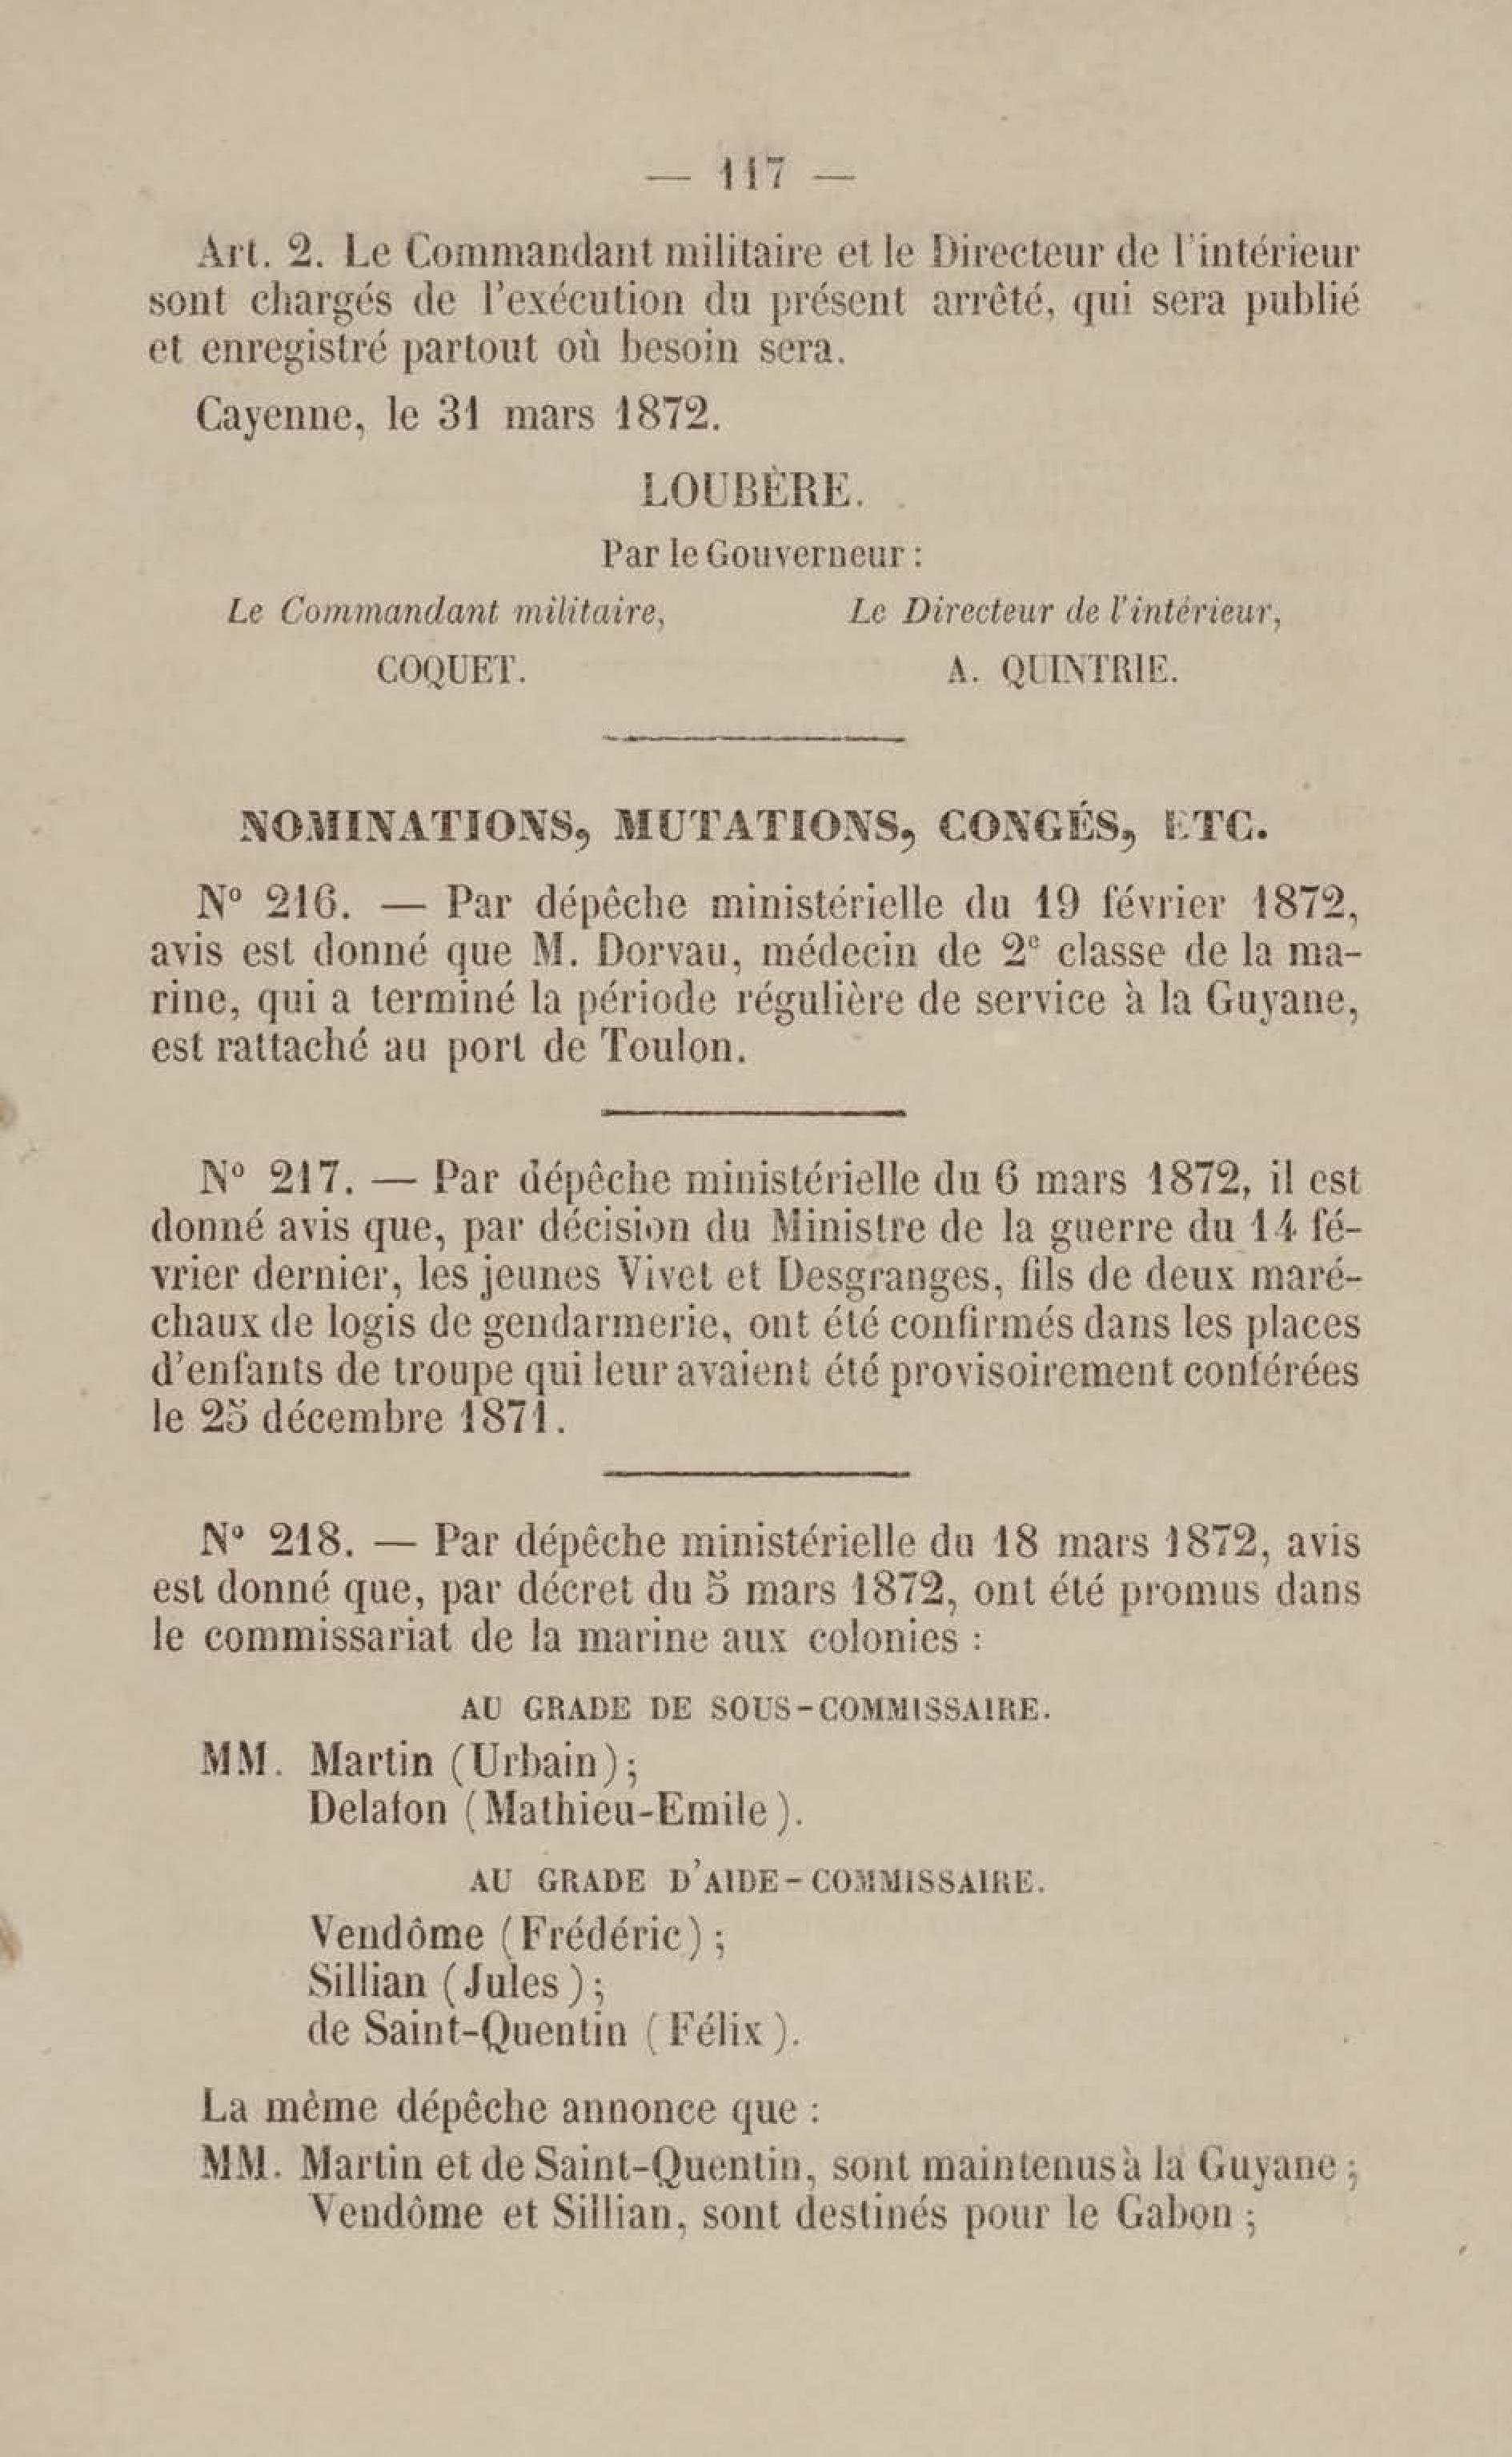 — 117 —
Art. 2. Le Commandant militaire et le Directeur de l'intérieur
sont chargés de l'exécution du présent arrêté, qui sera publié
et enregistré partout où besoin sera.
Cayenne, le 31 mars 1872.
LOUBÈRE.
Par le Gouverneur :
Le Commandant militaire, Le Directeur de l'intérieur,
COQUET. A. QUINTRIE.
NOMINATIONS, MUTATIONS, CONGÉS, ETC.
N° 216. — Par dépêche ministérielle du 19 février 1872,
avis est donné que M. Dorvau, médecin de 2e classe de la ma-
rine, qui a terminé la période régulière de service à la Guyane,
est rattaché au port de Toulon.
N° 217. — Par dépêche ministérielle du 6 mars 1872, il est
donné avis que, par décision du Ministre de la guerre du 14 fé-
vrier dernier, les jeunes Vivet et Desgranges, fils de deux maré-
chaux de logis de gendarmerie, ont été confirmés dans les places
d'enfants de troupe qui leur avaient été provisoirement conférées
le 25 décembre 1871.
N° 218. — Par dépêche ministérielle du 18 mars 1872, avis
est donné que, par décret du 5 mars 1872, ont été promus dans
le commissariat de la marine aux colonies :
AU GRADE DE SOUS-COMMISSAIRE.
MM. Martin (Urbain);
Delafon (Mathieu-Emile).
AU GRADE D'AIDE-COMMISSAIRE.
Vendôme (Frédéric);
Sillian (Jules);
de Saint-Quentin (Félix).
La même dépêche annonce que :
MM. Martin et de Saint-Quentin, sont maintenus à la Guyane;
Vendôme et Sillian, sont destinés pour le Gabon;